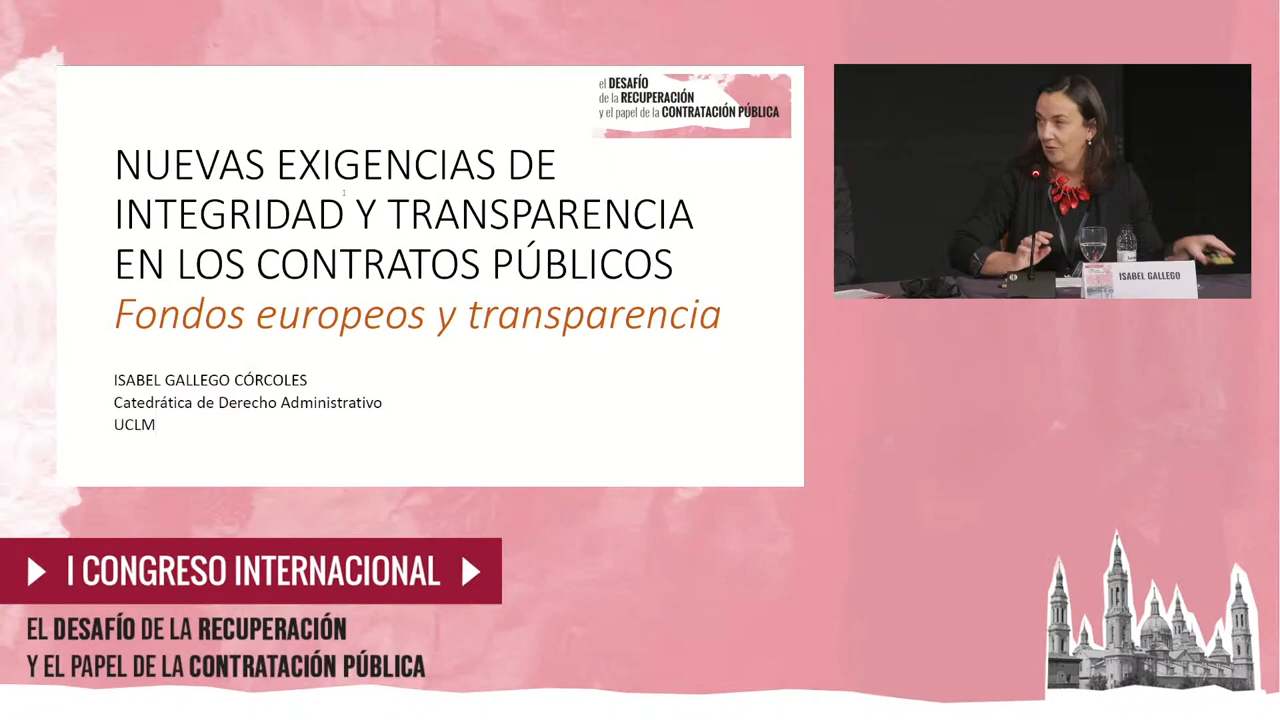 el DESAFÍO
de la RECUPERACIÓN
y el papel de la CONTRATACIÓN PÚBLICA
NUEVAS EXIGENCIAS DE
1
INTEGRIDAD Y TRANSPARENCIA
EN LOS CONTRATOS PÚBLICOS
Fondos europeos y transparencia
ISABEL GALLEGO CÓRCOLES
Catedrática de Derecho Administrativo
UCLM
ISABEL GALLEGO
I CONGRESO INTERNACIONAL
EL DESAFÍO DE LA RECUPERACIÓN
Y EL PAPEL DE LA CONTRATACIÓN PÚBLICA